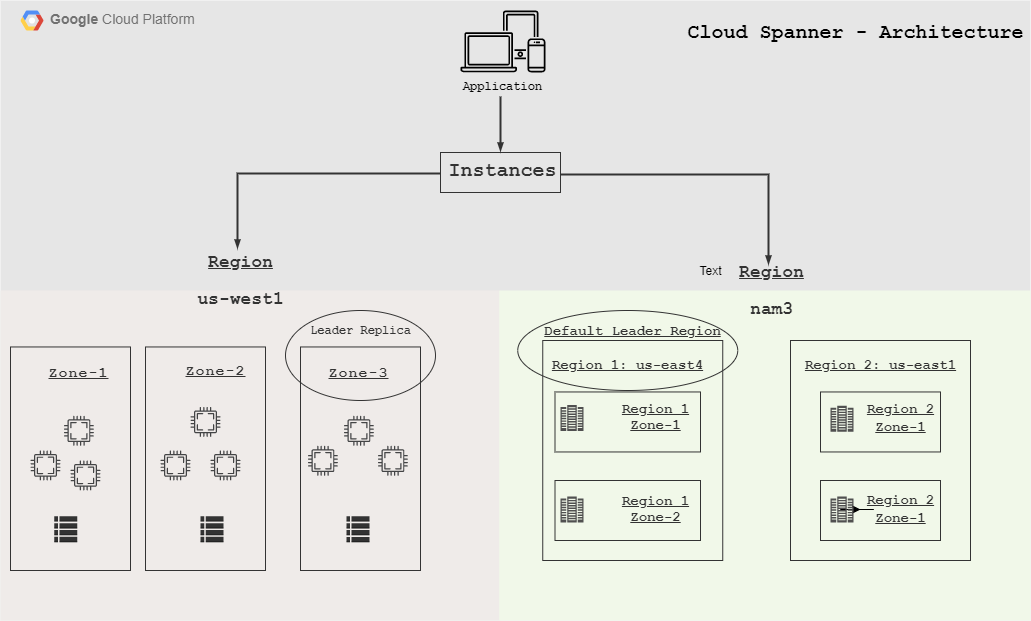 Google Cloud Platform
Cloud Spanner - Architecture
Application
Instances
Region
Text
Region
us-west1
nam3
Leader Replica
Zone-1
Zone-2
Zone-3
Default Leader Region
Region 1: us-east4
Region 1
Zone-1
Region 1
Zone-2
Region 2: us-east1
Region 2
Zone-1
Region 2
Zone-1